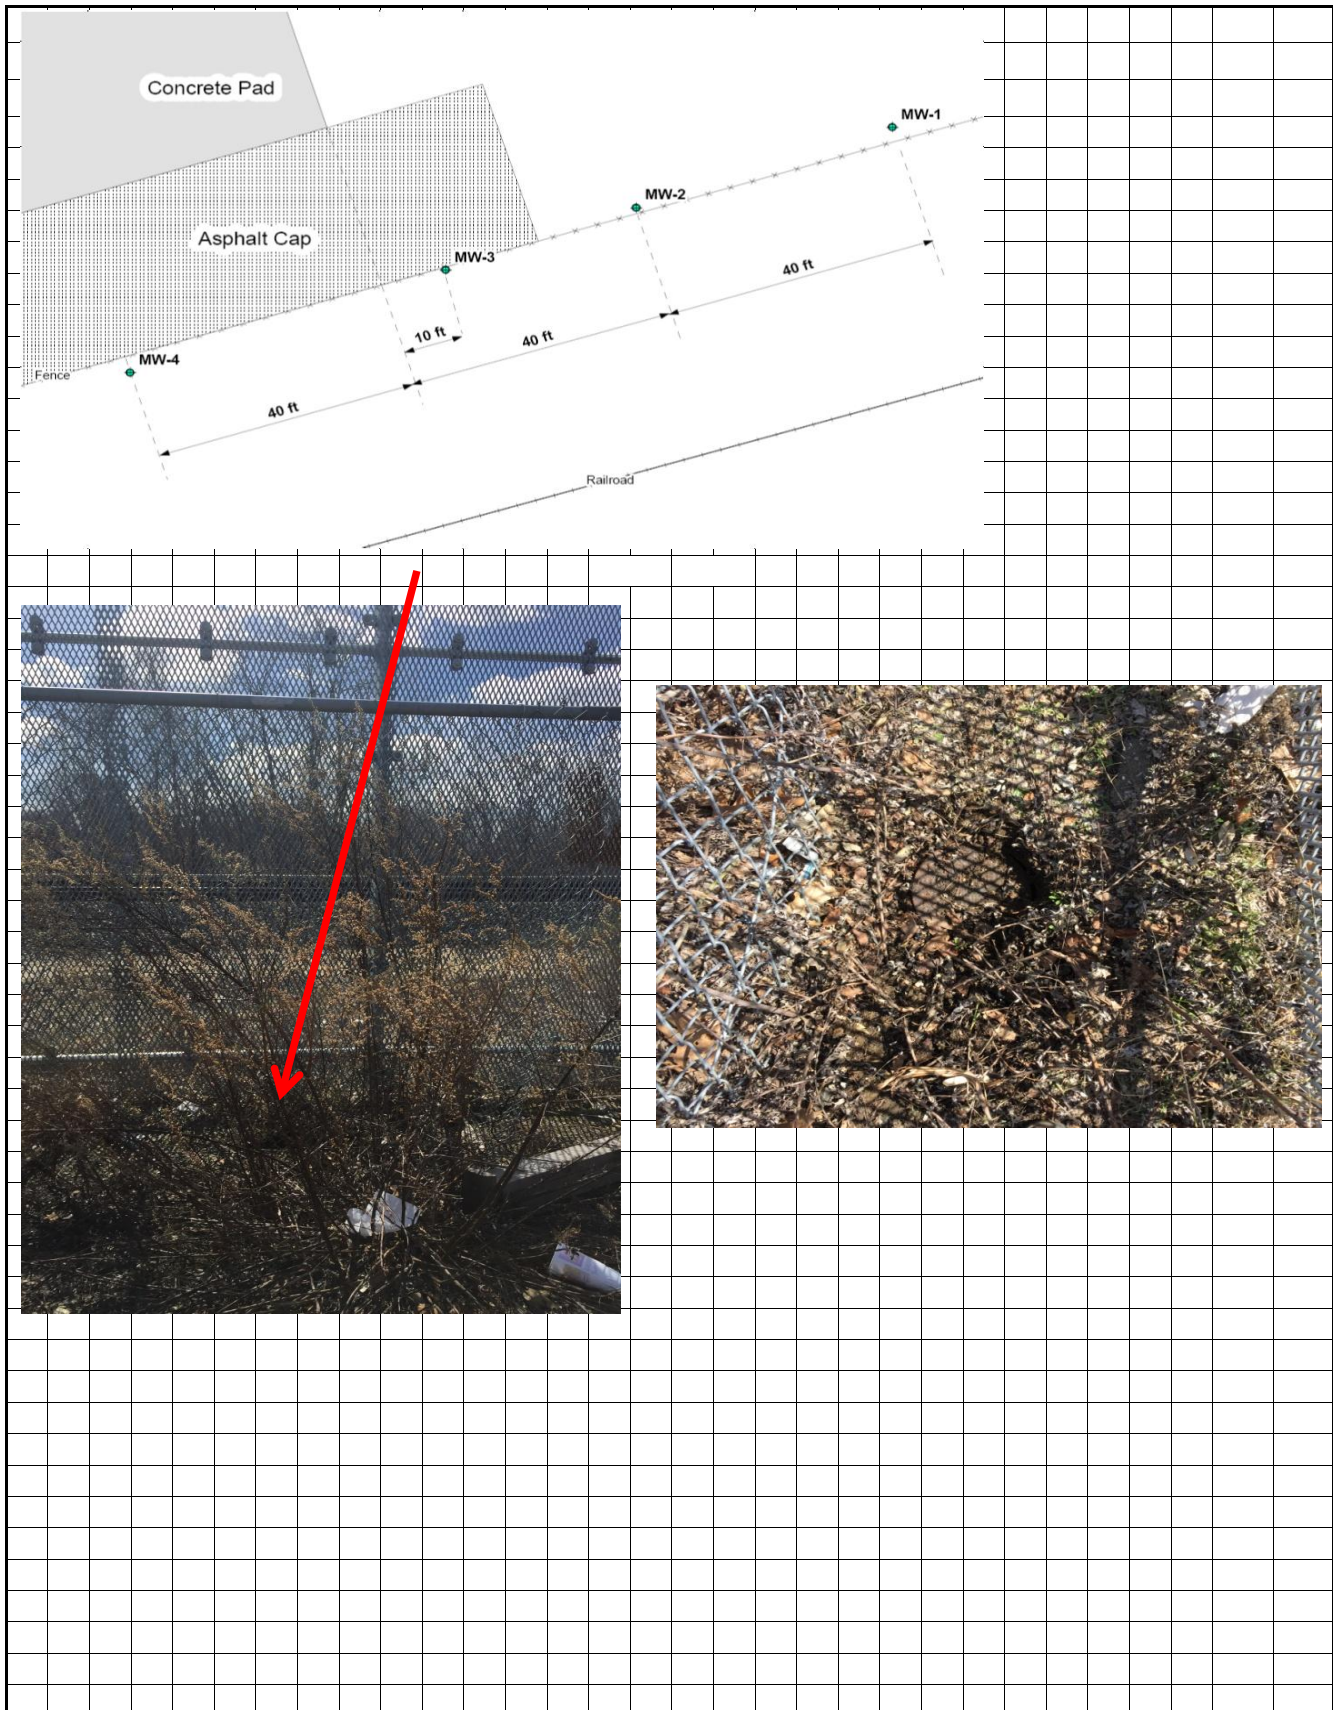 Concrete Pad
MW-1
MW-2
Asphalt Cap
MW-3
40 ft
10 ft
40 ft
MW-4
Fence
40 ft
Railroad